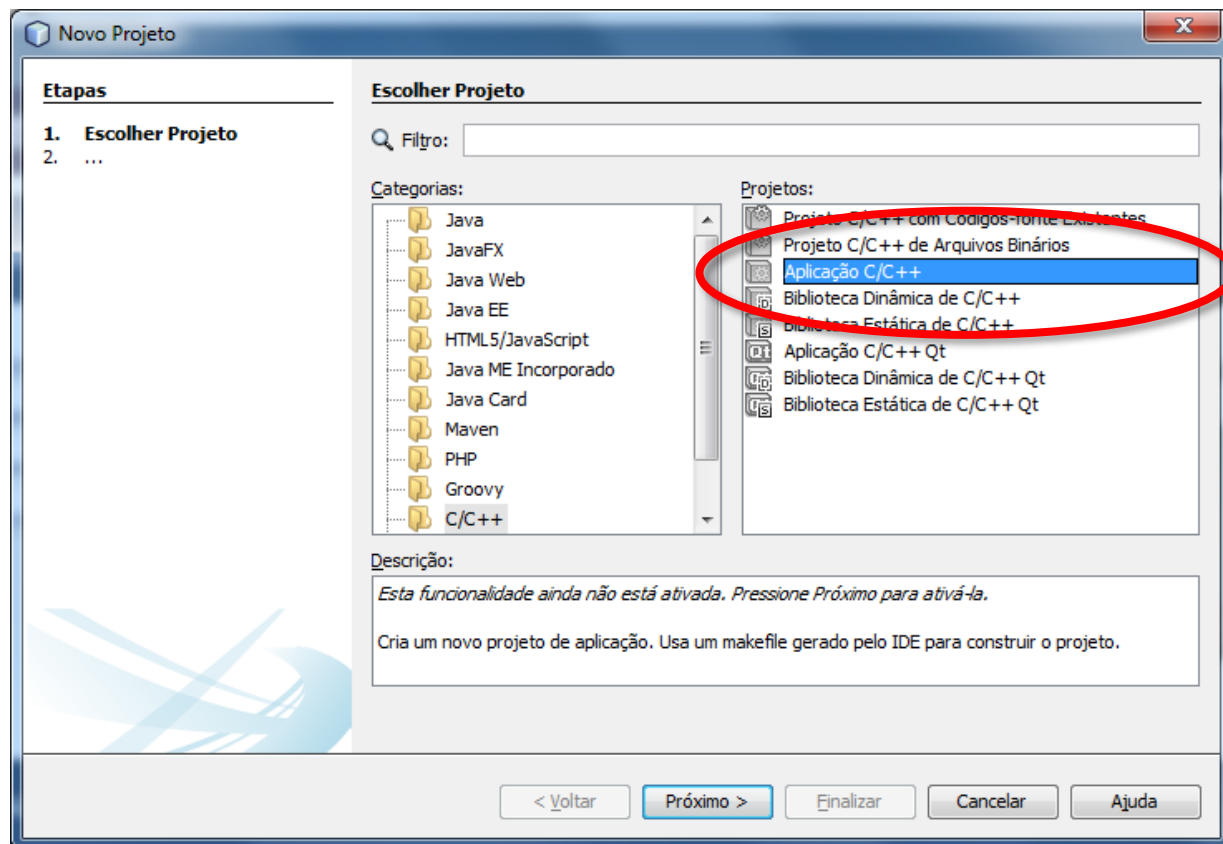 Novo Projeto
Etapas
1. Escolher Projeto
2. ...
Escolher Projeto
Filtro:
Categorias:
Java
JavaFX
Java Web
Java EE
HTML5/JavaScript
Java ME Incorporado
Java Card
Maven
PHP
Groovy
C/C++
Projetos:
Projeto C/C++ com Códigos-fonte Existentes
Projeto C/C++ de Arquivos Binários
Aplicação C/C++
Biblioteca Dinâmica de C/C++
Biblioteca Estática de C/C++
Aplicação C/C++ Qt
Biblioteca Dinâmica de C/C++ Qt
Biblioteca Estática de C/C++ Qt
Descrição:
Esta funcionalidade ainda não está ativada. Pressione Próximo para ativá-la.
Cria um novo projeto de aplicação. Usa um makefile gerado pelo IDE para construir o projeto.
< Voltar
Próximo >
Finalizar
Cancelar
Ajuda